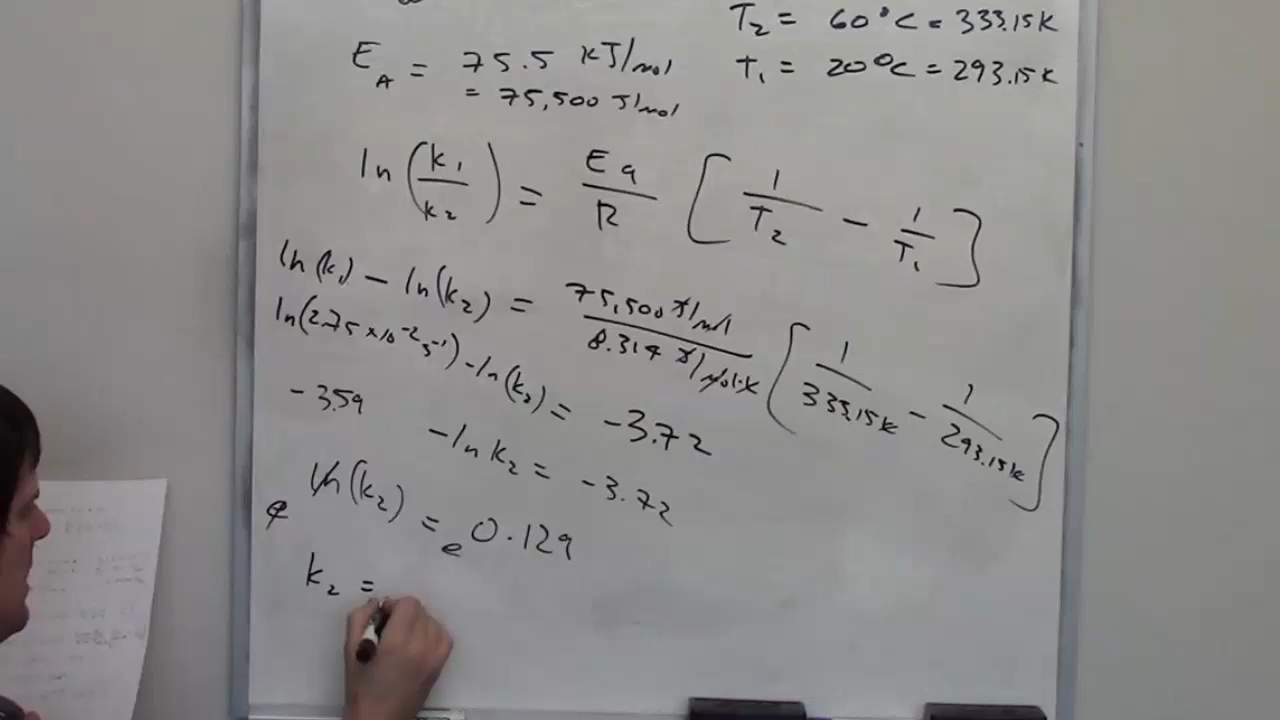 T₂ = 60°C = 333.15K
E_A = 75.5 kJ/mol
T₁ = 20°C = 293.15K
= 75,500 J/mol
ln(k₁/k₂) = Ea/R [1/T₂ - 1/T₁]
ln(k₁) - ln(k₂) = 75,500 J/mol / 8.314 J/mol·K [1/333.15K - 1/293.15K]
ln(2.75×10⁻² s⁻¹) - ln(k₂) = -3.72
-3.59 - ln k₂ = -3.72
e ln(k₂) = e 0.129
k₂ =